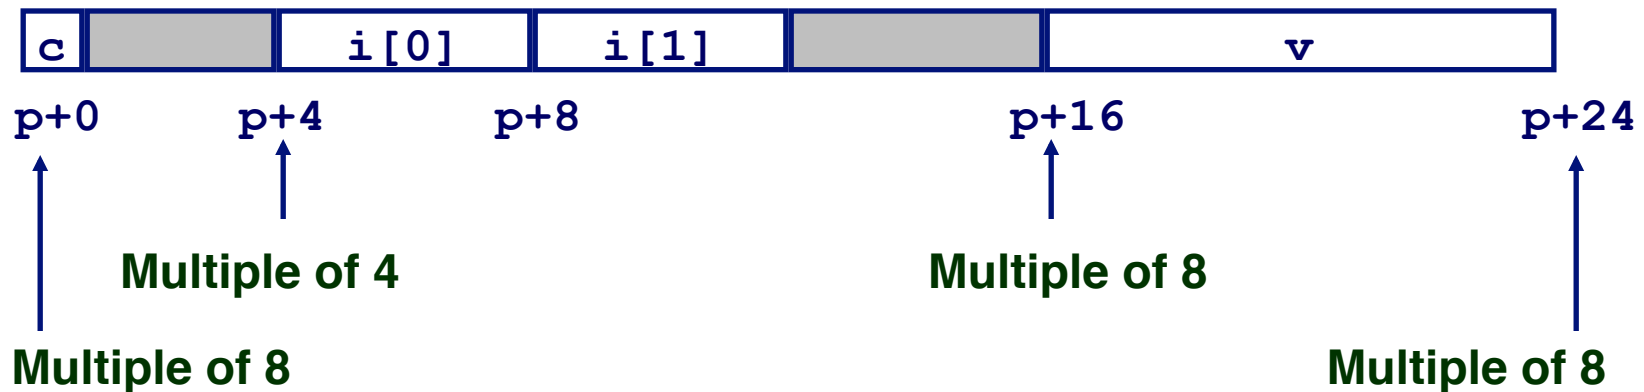 c i[0] i[1] v
p+0 p+4 p+8 p+16 p+24
Multiple of 4 Multiple of 8
Multiple of 8 Multiple of 8